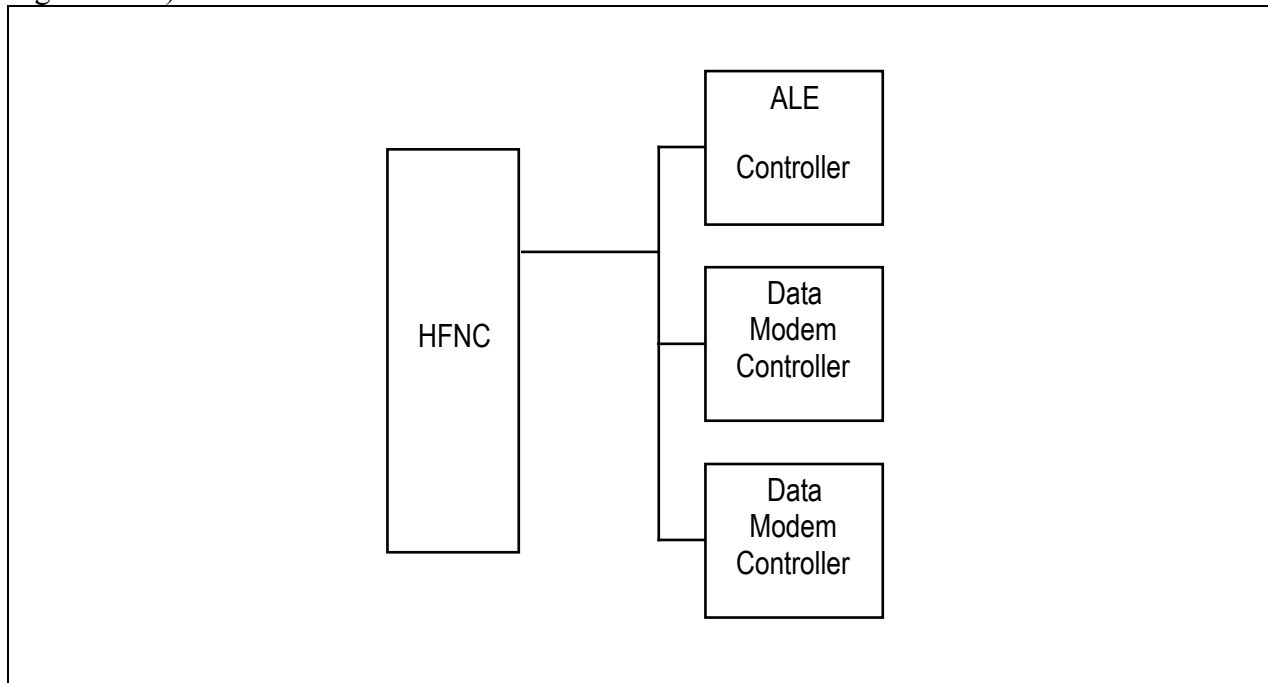 HFNC
ALE
Controller
Data
Modem
Controller
Data
Modem
Controller